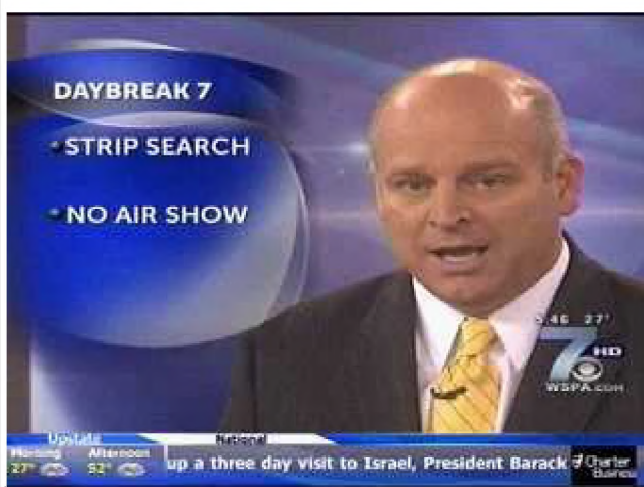 DAYBREAK 7
STRIP SEARCH
NO AIR SHOW
5:46 27°
7 HD
WSPA.COM
Upstate National
Morning Afternoon
27° 52° up a three day visit to Israel, President Barack
Charter
Business